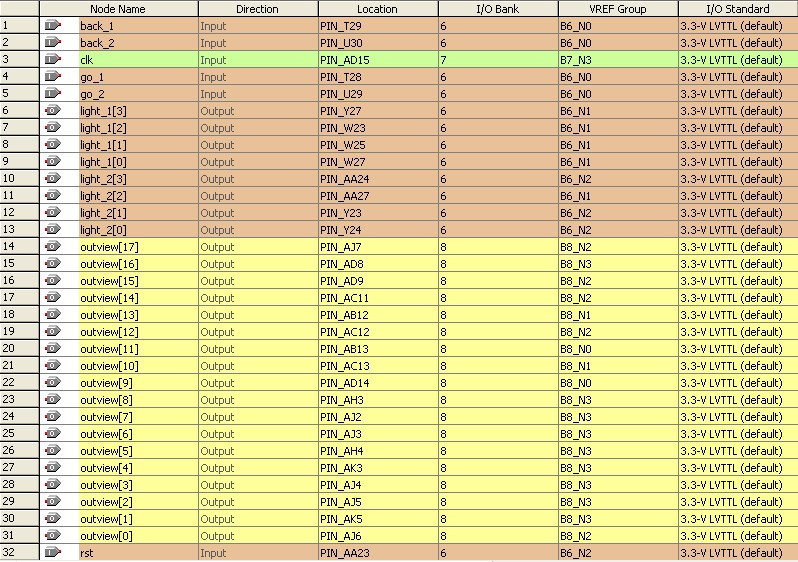 Node Name Direction Location I/O Bank VREF Group I/O Standard
1 back_1 Input PIN_T29 6 B6_N0 3.3-V LVTTL (default)
2 back_2 Input PIN_U30 6 B6_N0 3.3-V LVTTL (default)
3 clk Input PIN_AD15 7 B7_N3 3.3-V LVTTL (default)
4 go_1 Input PIN_T28 6 B6_N0 3.3-V LVTTL (default)
5 go_2 Input PIN_U29 6 B6_N0 3.3-V LVTTL (default)
6 light_1[3] Output PIN_Y27 6 B6_N1 3.3-V LVTTL (default)
7 light_1[2] Output PIN_W23 6 B6_N1 3.3-V LVTTL (default)
8 light_1[1] Output PIN_W25 6 B6_N1 3.3-V LVTTL (default)
9 light_1[0] Output PIN_W27 6 B6_N1 3.3-V LVTTL (default)
10 light_2[3] Output PIN_AA24 6 B6_N2 3.3-V LVTTL (default)
11 light_2[2] Output PIN_AA27 6 B6_N1 3.3-V LVTTL (default)
12 light_2[1] Output PIN_Y23 6 B6_N2 3.3-V LVTTL (default)
13 light_2[0] Output PIN_Y24 6 B6_N2 3.3-V LVTTL (default)
14 outview[17] Output PIN_AJ7 8 B8_N2 3.3-V LVTTL (default)
15 outview[16] Output PIN_AD8 8 B8_N3 3.3-V LVTTL (default)
16 outview[15] Output PIN_AD9 8 B8_N2 3.3-V LVTTL (default)
17 outview[14] Output PIN_AC11 8 B8_N2 3.3-V LVTTL (default)
18 outview[13] Output PIN_AB12 8 B8_N1 3.3-V LVTTL (default)
19 outview[12] Output PIN_AC12 8 B8_N2 3.3-V LVTTL (default)
20 outview[11] Output PIN_AB13 8 B8_N0 3.3-V LVTTL (default)
21 outview[10] Output PIN_AC13 8 B8_N1 3.3-V LVTTL (default)
22 outview[9] Output PIN_AD14 8 B8_N0 3.3-V LVTTL (default)
23 outview[8] Output PIN_AH3 8 B8_N3 3.3-V LVTTL (default)
24 outview[7] Output PIN_AJ2 8 B8_N3 3.3-V LVTTL (default)
25 outview[6] Output PIN_AJ3 8 B8_N3 3.3-V LVTTL (default)
26 outview[5] Output PIN_AH4 8 B8_N3 3.3-V LVTTL (default)
27 outview[4] Output PIN_AK3 8 B8_N3 3.3-V LVTTL (default)
28 outview[3] Output PIN_AJ4 8 B8_N3 3.3-V LVTTL (default)
29 outview[2] Output PIN_AJ5 8 B8_N3 3.3-V LVTTL (default)
30 outview[1] Output PIN_AK5 8 B8_N3 3.3-V LVTTL (default)
31 outview[0] Output PIN_AJ6 8 B8_N2 3.3-V LVTTL (default)
32 rst Input PIN_AA23 6 B6_N2 3.3-V LVTTL (default)